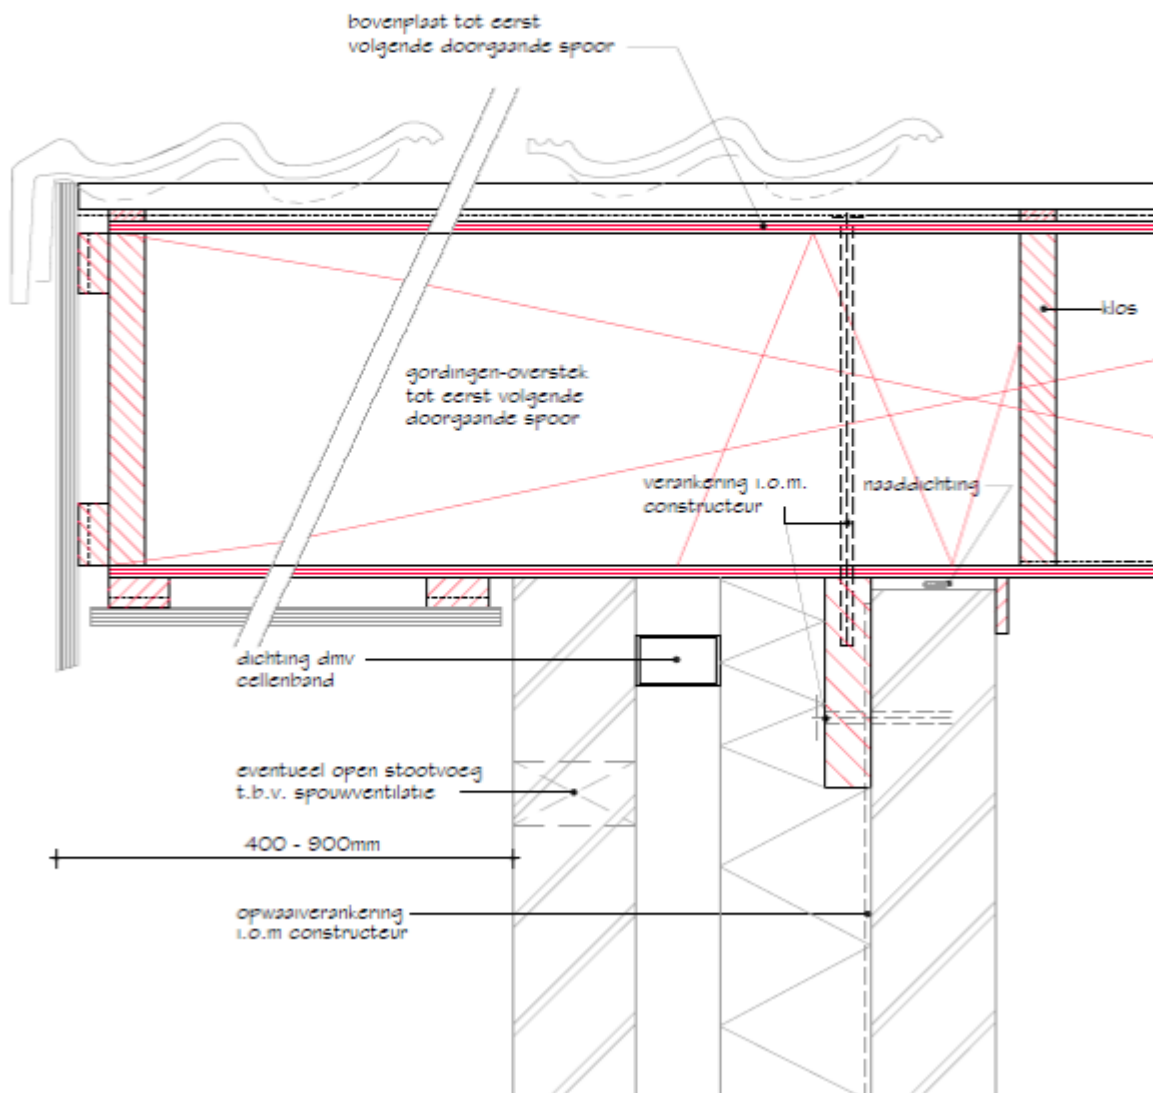 bovenplaat tot eerst
volgende doorgaande spoor
klos
gordingen-overstek
tot eerst volgende
doorgaande spoor
verankering i.o.m.
constructeur
naaddichting
dichting dmv
cellenband
eventueel open stootvoeg
t.b.v. spouwventilatie
400 - 900mm
opwaaiverankering
i.o.m constructeur